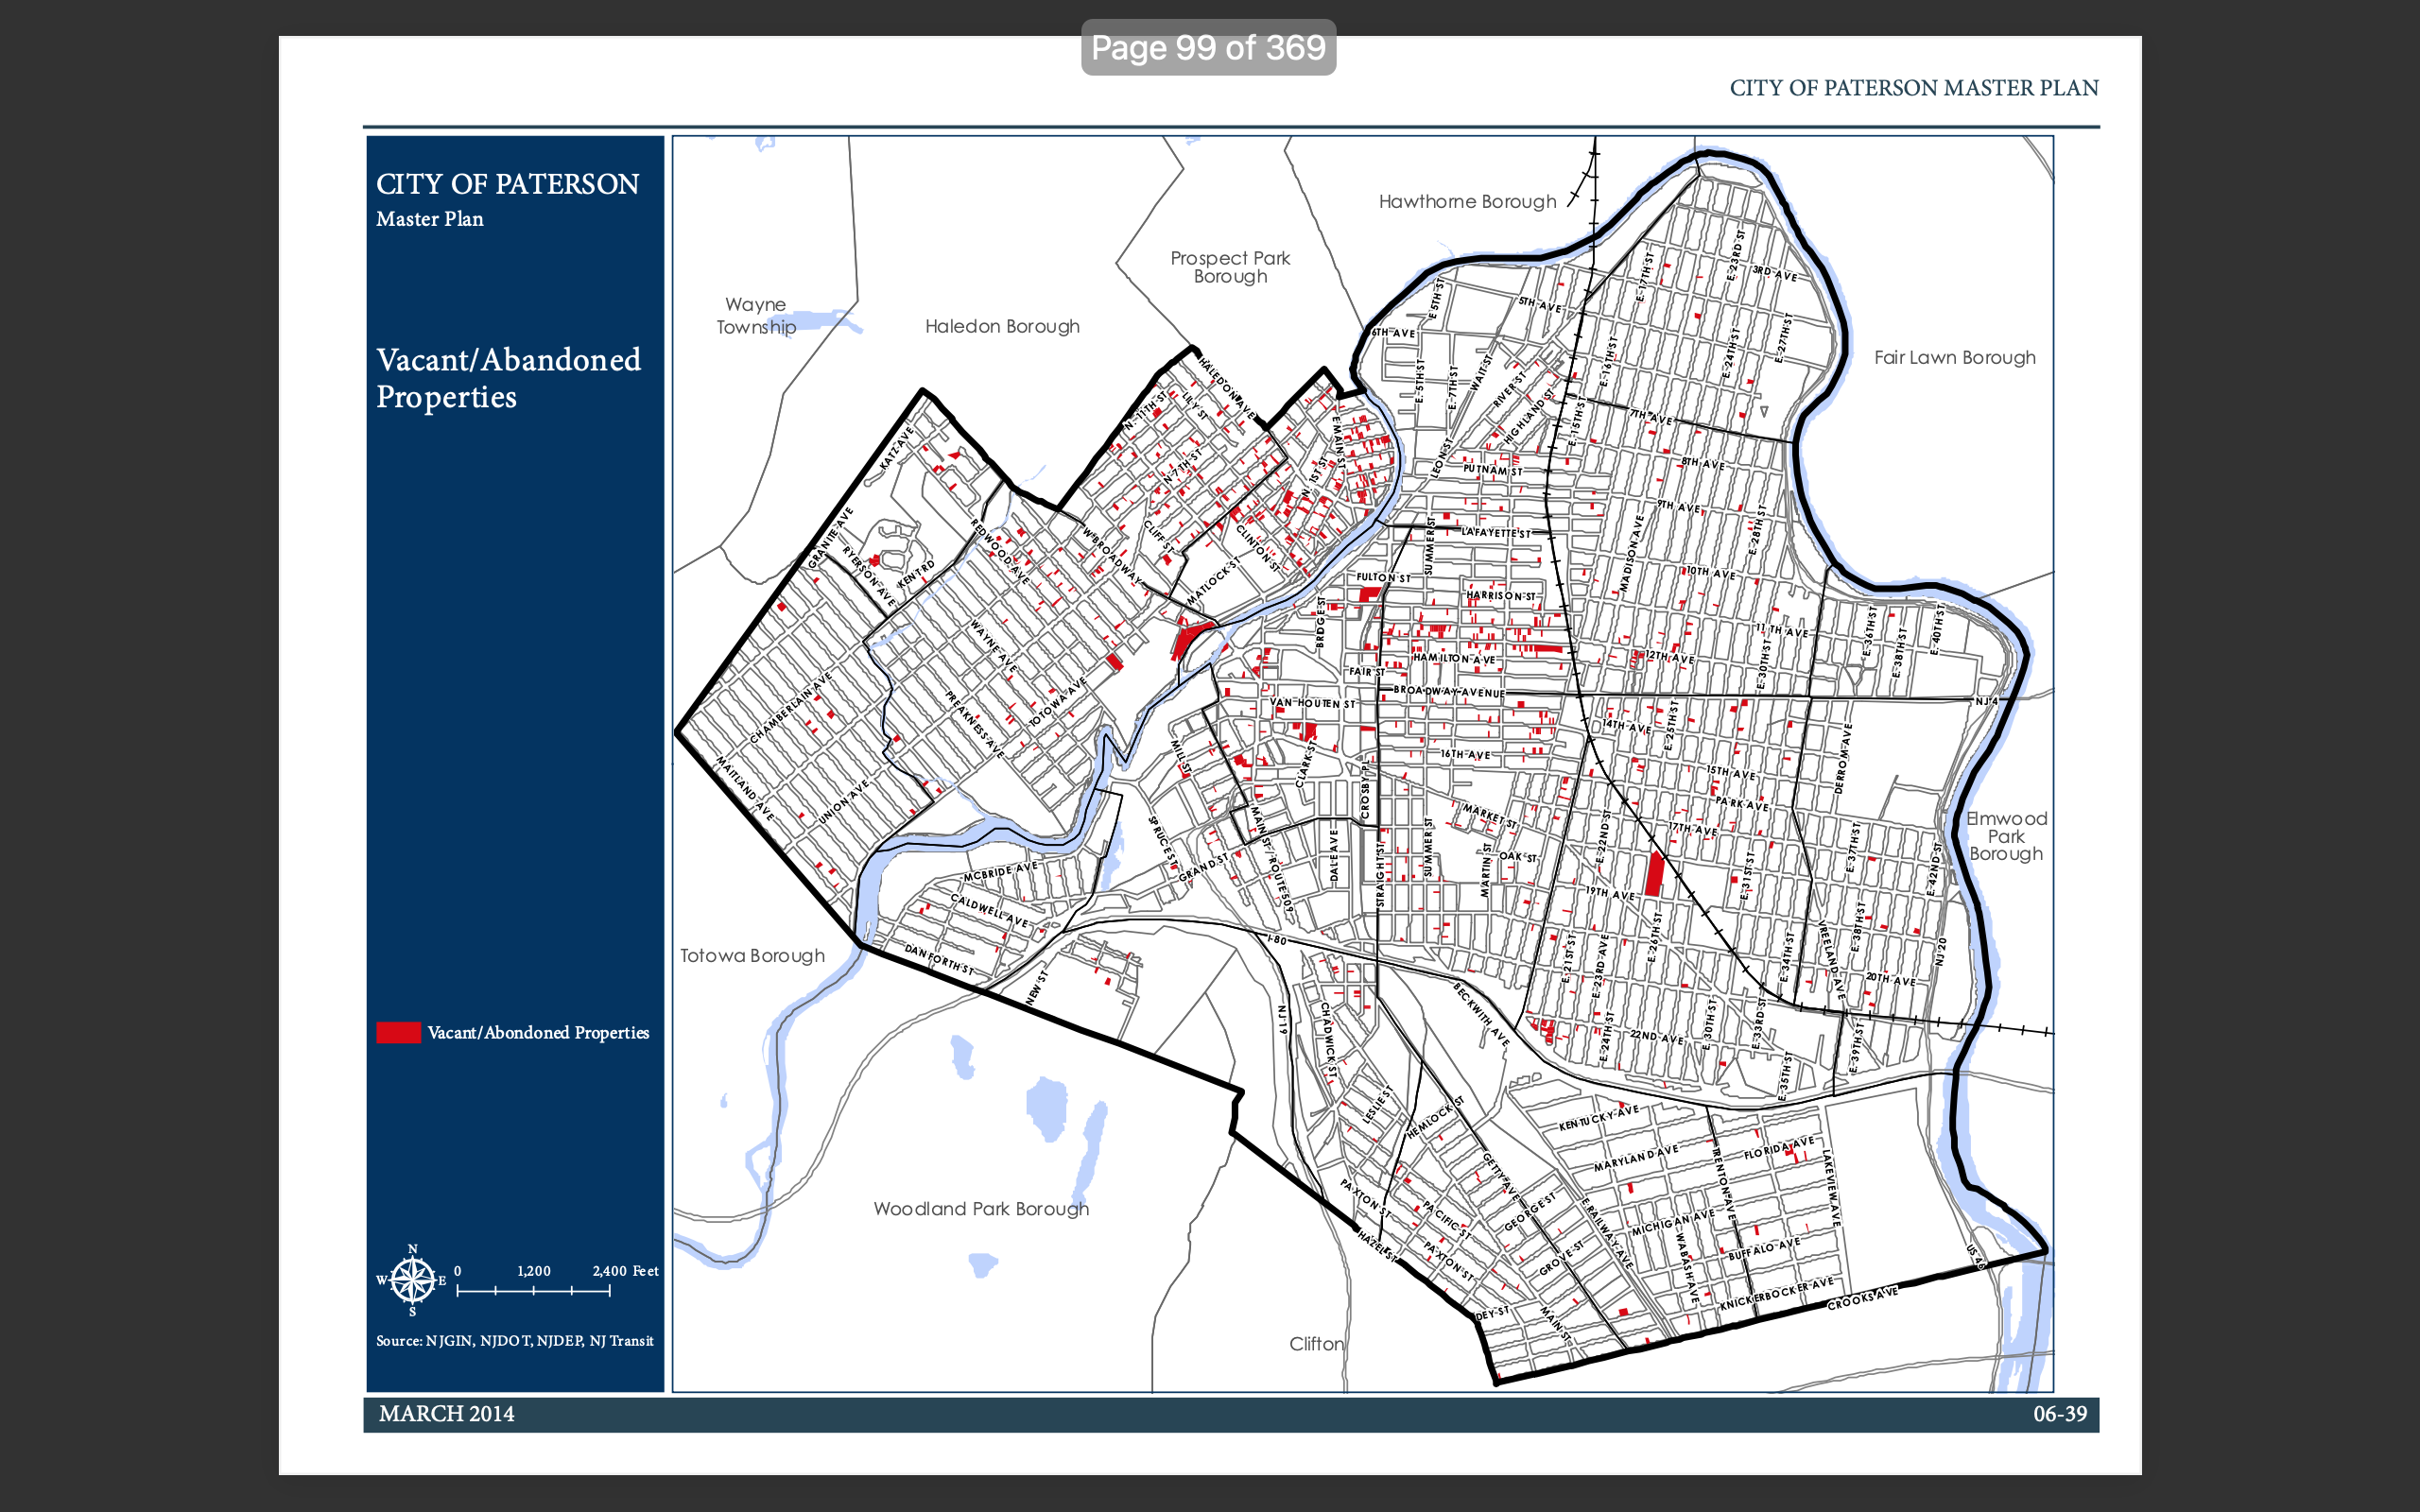 Page 99 of 369
CITY OF PATERSON MASTER PLAN
CITY OF PATERSON
Master Plan
Vacant/Abandoned
Properties
Vacant/Abondoned Properties
N
W
E
S
0
1,200
2,400 Feet
Source: NJGIN, NJDOT, NJDEP, NJ Transit
Hawthorne Borough
Prospect Park
Borough
Wayne
Township
Haledon Borough
Fair Lawn Borough
Elmwood
Park
Borough
Totowa Borough
Woodland Park Borough
Clifton
E 5TH ST
5TH AVE
E-17TH ST
E-23RD ST
3RD-AVE
6TH AVE
E-5TH ST
E-7TH ST
WAIT-ST
RIVER-ST
HIGHLAND-ST
E-16TH ST
E-15TH-ST
E-24TH ST
E-27TH ST
7TH-AVE
HALEDON-AVE
N-11TH-ST
LILY-ST
N-7TH ST
E MAIN ST
N-1ST ST
LEON-ST
PUTNAM-ST
8TH-AVE
9TH-AVE
KATZ-AVE
GRANITE-AVE
RYERSON-AVE
KENT-RD
REDWOOD-AVE
W-BROADWAY
CLIFF-ST
CLINTON-ST
MATLOCK-ST
SUMMER-ST
LAFAYETTE-ST
MADISON-AVE
E-28TH-ST
10TH-AVE
FULTON ST
HARRISON-ST
BRIDGE-ST
11TH-AVE
E-36TH-ST
E-38TH-ST
E-40TH-ST
WAYNE-AVE
HAMILTON-AVE
12TH-AVE
E-30TH-ST
FAIR ST
BROADWAY-AVENUE
NJ-4
CHAMBERLAIN AVE
PREAKNESS-AVE
TOTOWA-AVE
VAN-HOUTEN ST
14TH-AVE
E-25TH-ST
DERROM-AVE
MILL-ST
CLARK-ST
16TH-AVE
15TH-AVE
CROSBY-PL
MAITLAND-AVE
UNION-AVE
MARKET-ST
PARK-AVE
17TH-AVE
SPRUCE-ST
MAIN-ST / ROUTE 509
DALE AVE
SUMMER-ST
E-22ND-ST
GRAND-ST
STRAIGHT-ST
MARTIN-ST
OAK-ST
E-31ST-ST
E-37TH-ST
E-42ND-ST
MCBRIDE AVE
19TH AVE
CALDWELL-AVE
E-26TH-ST
DANFORTH-ST
I-80
E-21ST-ST
E-23RD-AVE
E-34TH-ST
VREELAND-AVE
E-38TH-ST
NJ-20
20TH-AVE
NEW-ST
NJ-19
CHADWICK-ST
BECKWITH AVE
E-24TH-ST
22ND-AVE
E-30TH-ST
E-33RD-ST
E-35TH-ST
E-39TH-ST
LESLIE-ST
HEMLOCK-ST
KENTUCKY-AVE
MARYLAND-AVE
TRENTON-AVE
FLORIDA AVE
LAKEVIEW-AVE
GETTY-AVE
PAXTON-ST
PACIFIC-ST
GEORGE-ST
E-RAILWAY-AVE
MICHIGAN-AVE
WABASH-AVE
BUFFALO-AVE
HAZEL-ST
PAXTON-ST
GROVE-ST
US 46
DEY-ST
MAIN-ST
KNICKERBOCKER-AVE
CROOKS-AVE
MARCH 2014
06-39